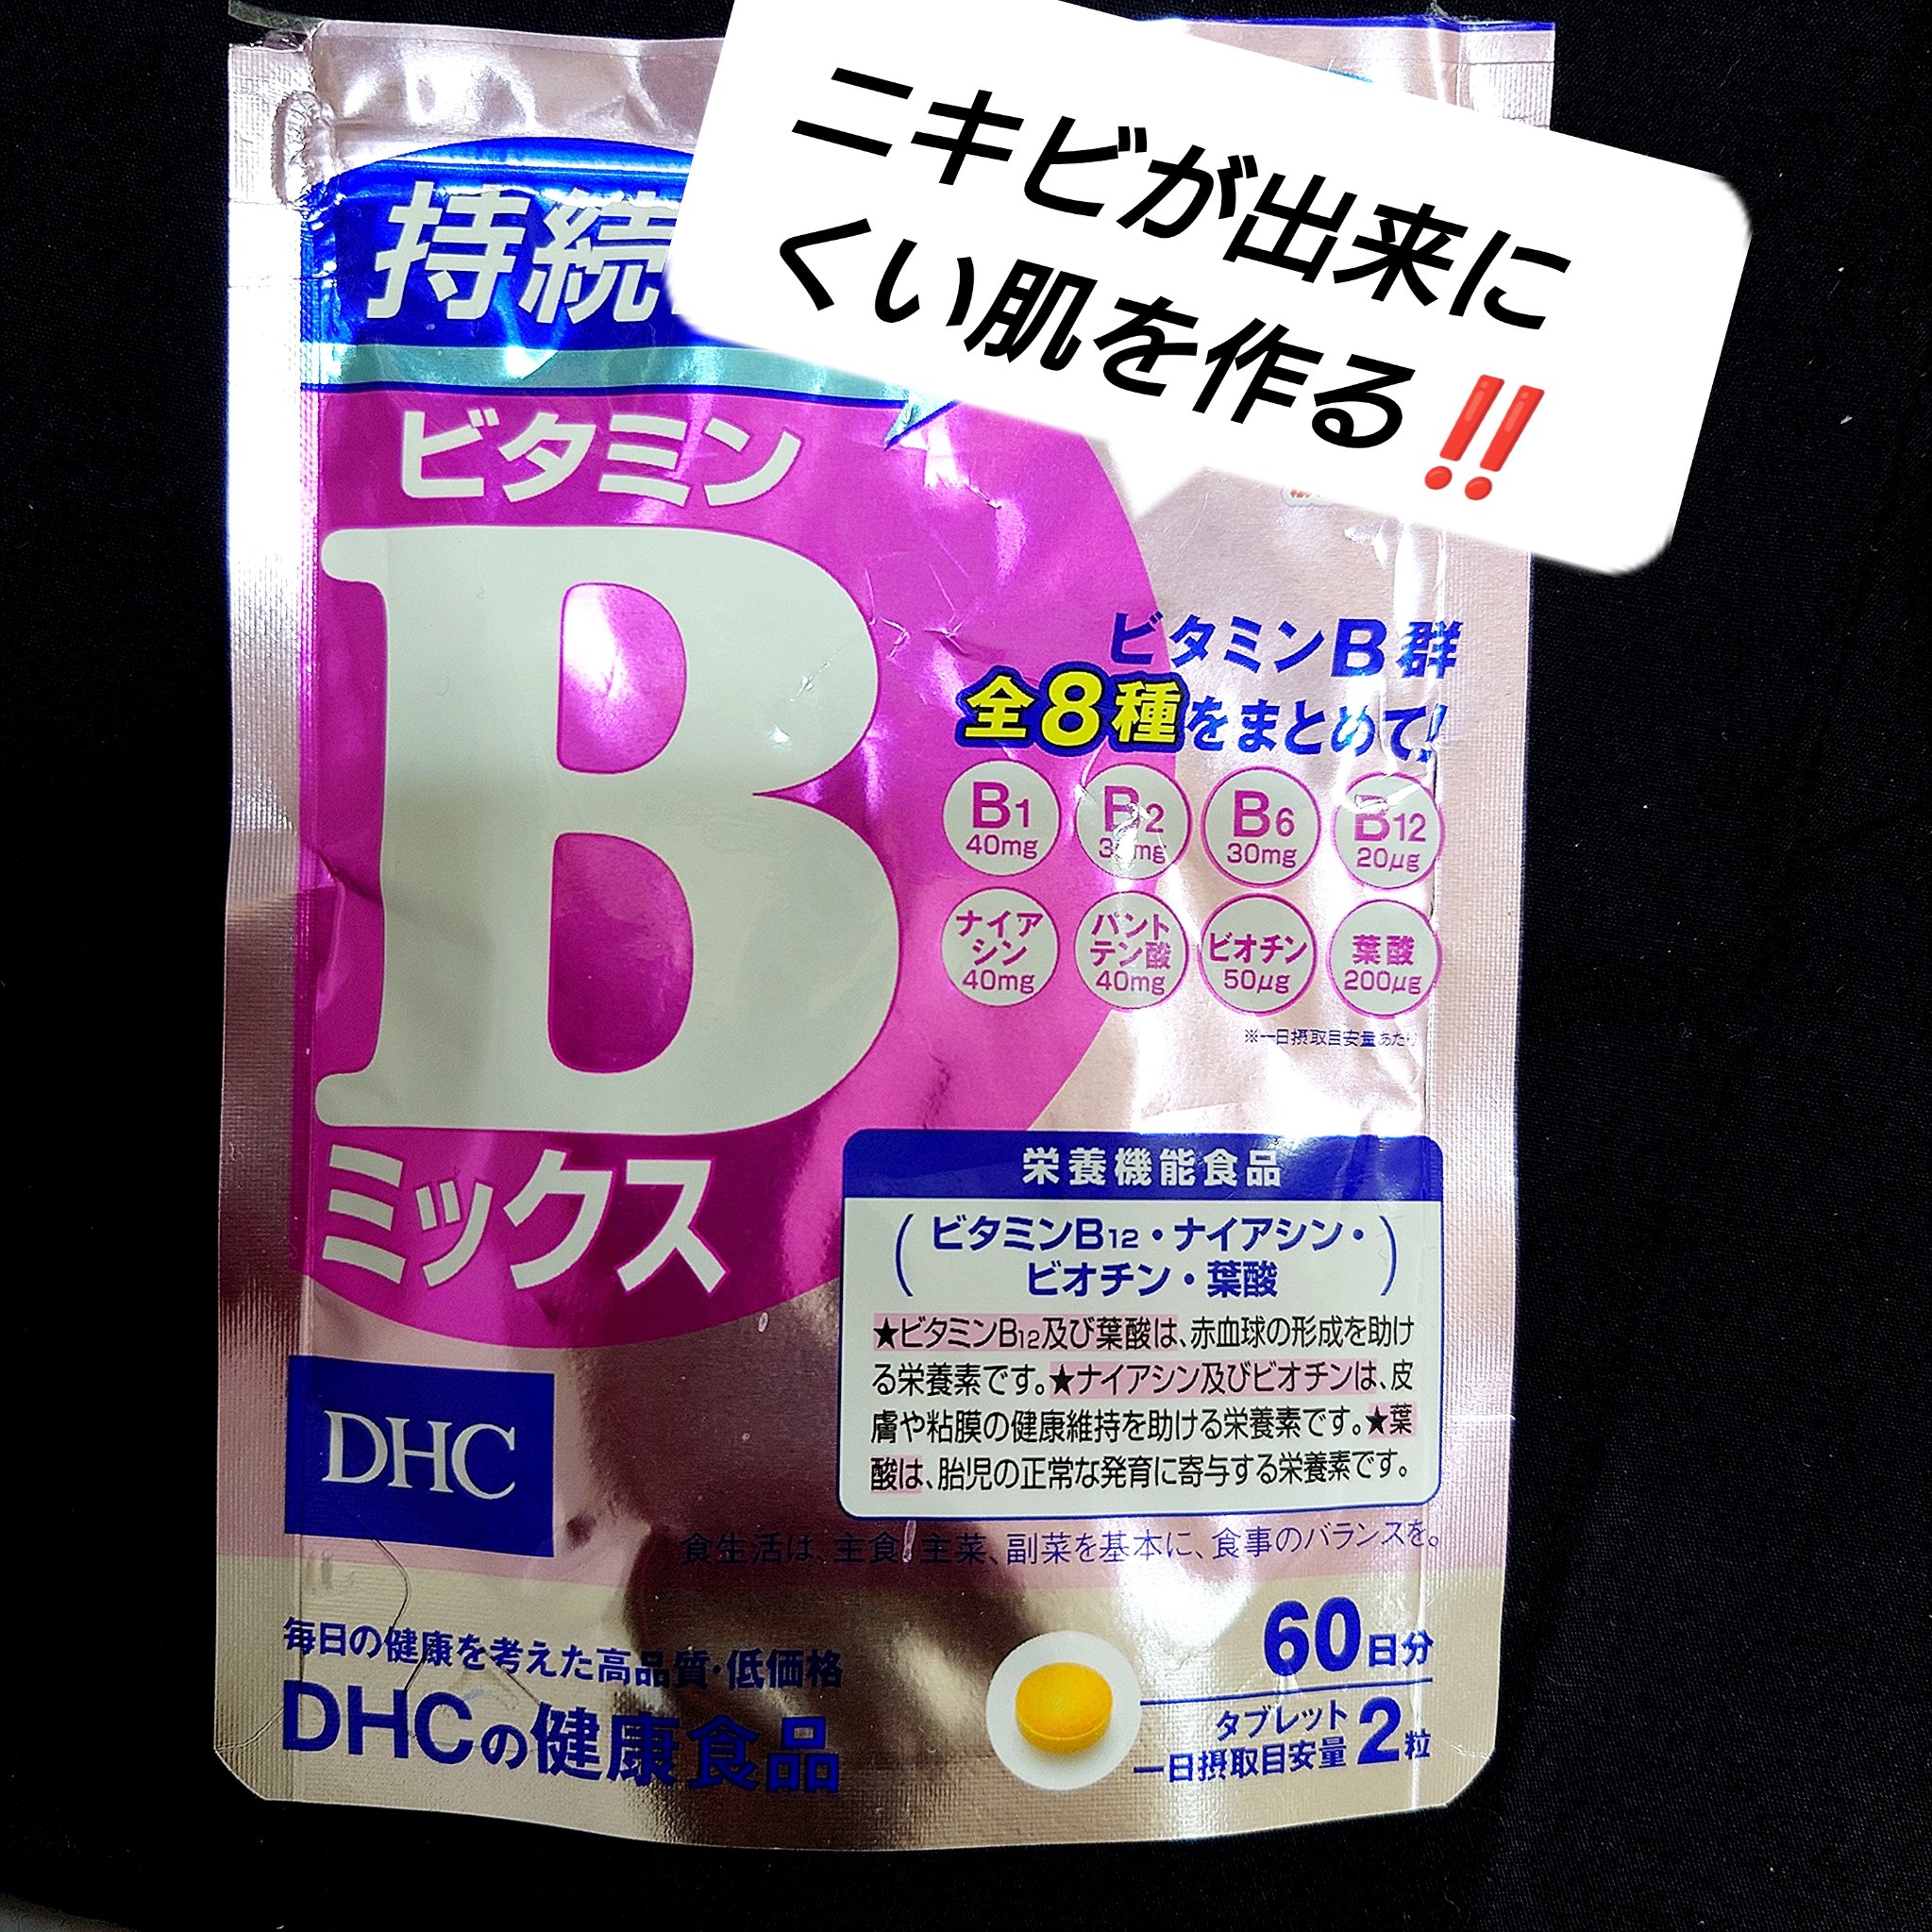 ニキビが出来に
くい肌を作る‼
持続
ビタミン
B
ミックス
ビタミンB群
全8種をまとめて!
B1 B2 B6 B12
40mg 30mg 20μg
ナイア
シン
40mg
パント
テン酸
40mg
ビオチン
50μg
葉酸
200μg
※一日摂取目安量あたり
栄養機能食品
(ビタミンB12・ナイアシン・
ビオチン・葉酸)
★ビタミンB12及び葉酸は、赤血球の形成を助け
る栄養素です。★ナイアシン及びビオチンは、皮
膚や粘膜の健康維持を助ける栄養素です。★葉
酸は、胎児の正常な発育に寄与する栄養素です。
DHC
食生活は、主食、主菜、副菜を基本に、食事のバランスを。
毎日の健康を考えた高品質・低価格
DHCの健康食品
60日分
タブレット
一日摂取目安量2粒